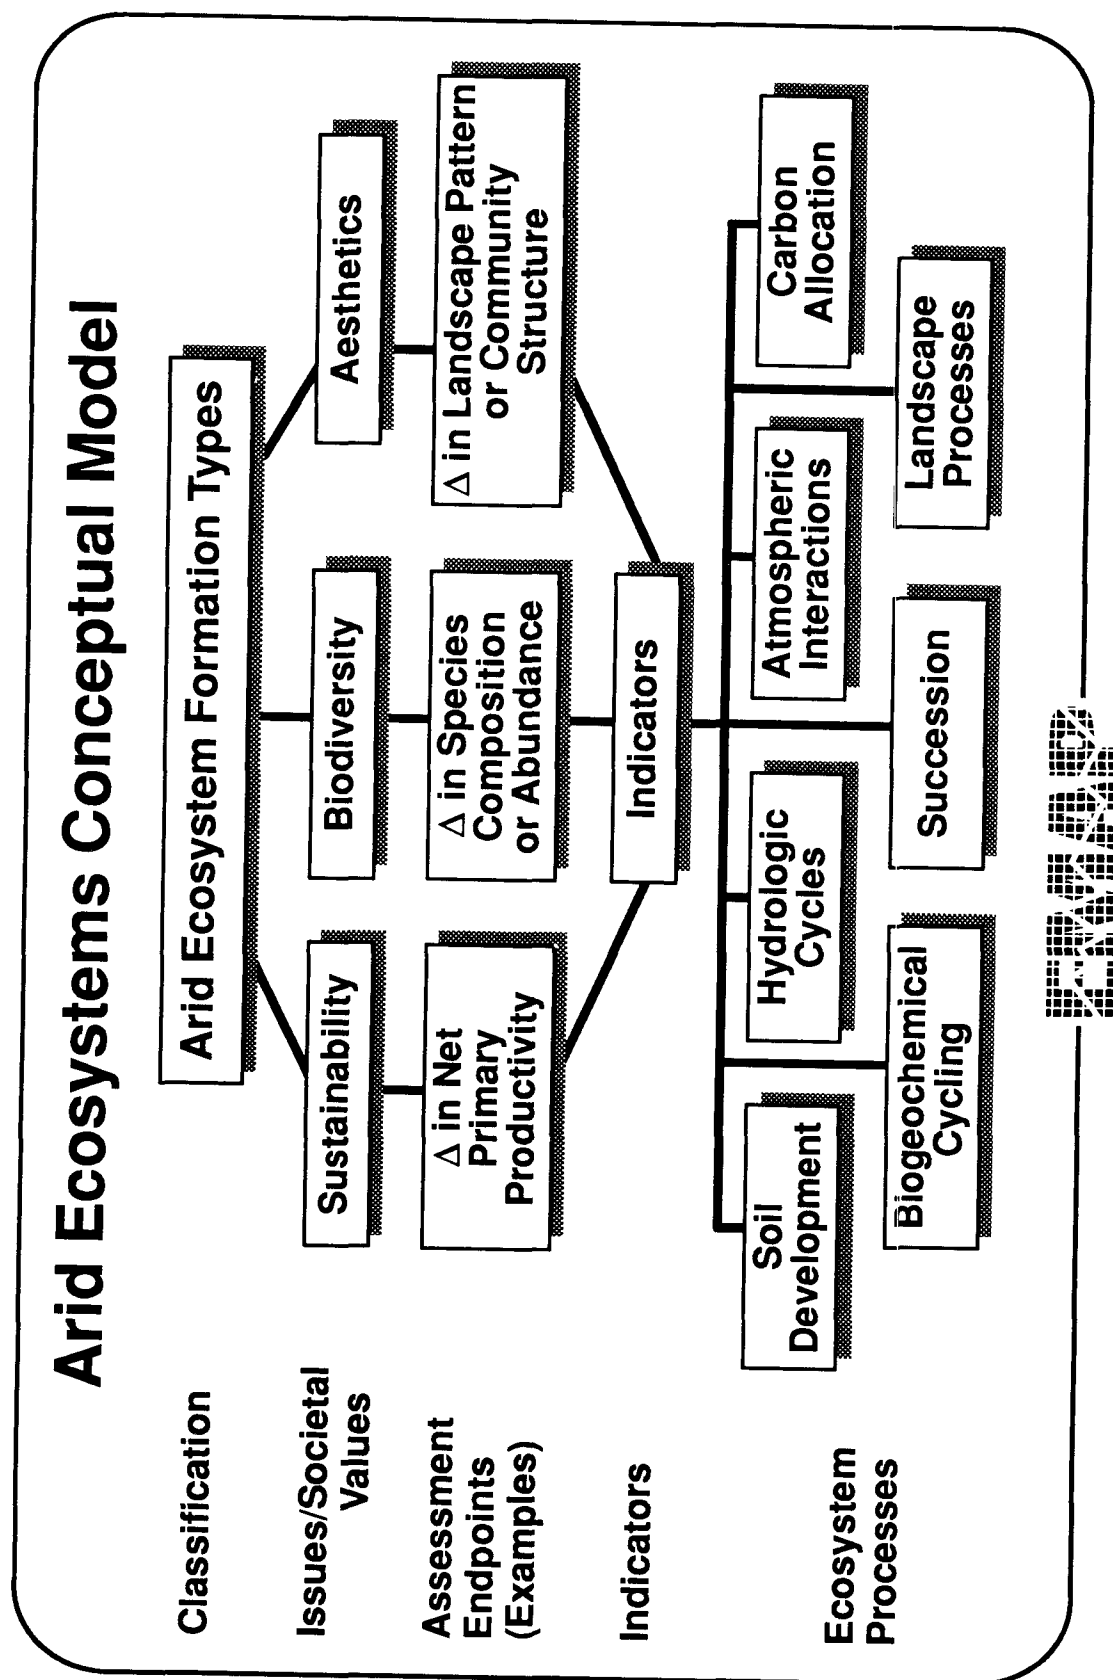 Arid Ecosystems Conceptual Model
Classification
Arid Ecosystem Formation Types
Issues/Societal
Values
Sustainability
Biodiversity
Aesthetics
Assessment
Endpoints
(Examples)
Δ in Net
Primary
Productivity
Δ in Species
Composition
or Abundance
Δ in Landscape Pattern
or Community
Structure
Indicators
Indicators
Ecosystem
Processes
Soil
Development
Hydrologic
Cycles
Atmospheric
Interactions
Carbon
Allocation
Biogeochemical
Cycling
Succession
Landscape
Processes
EMAP